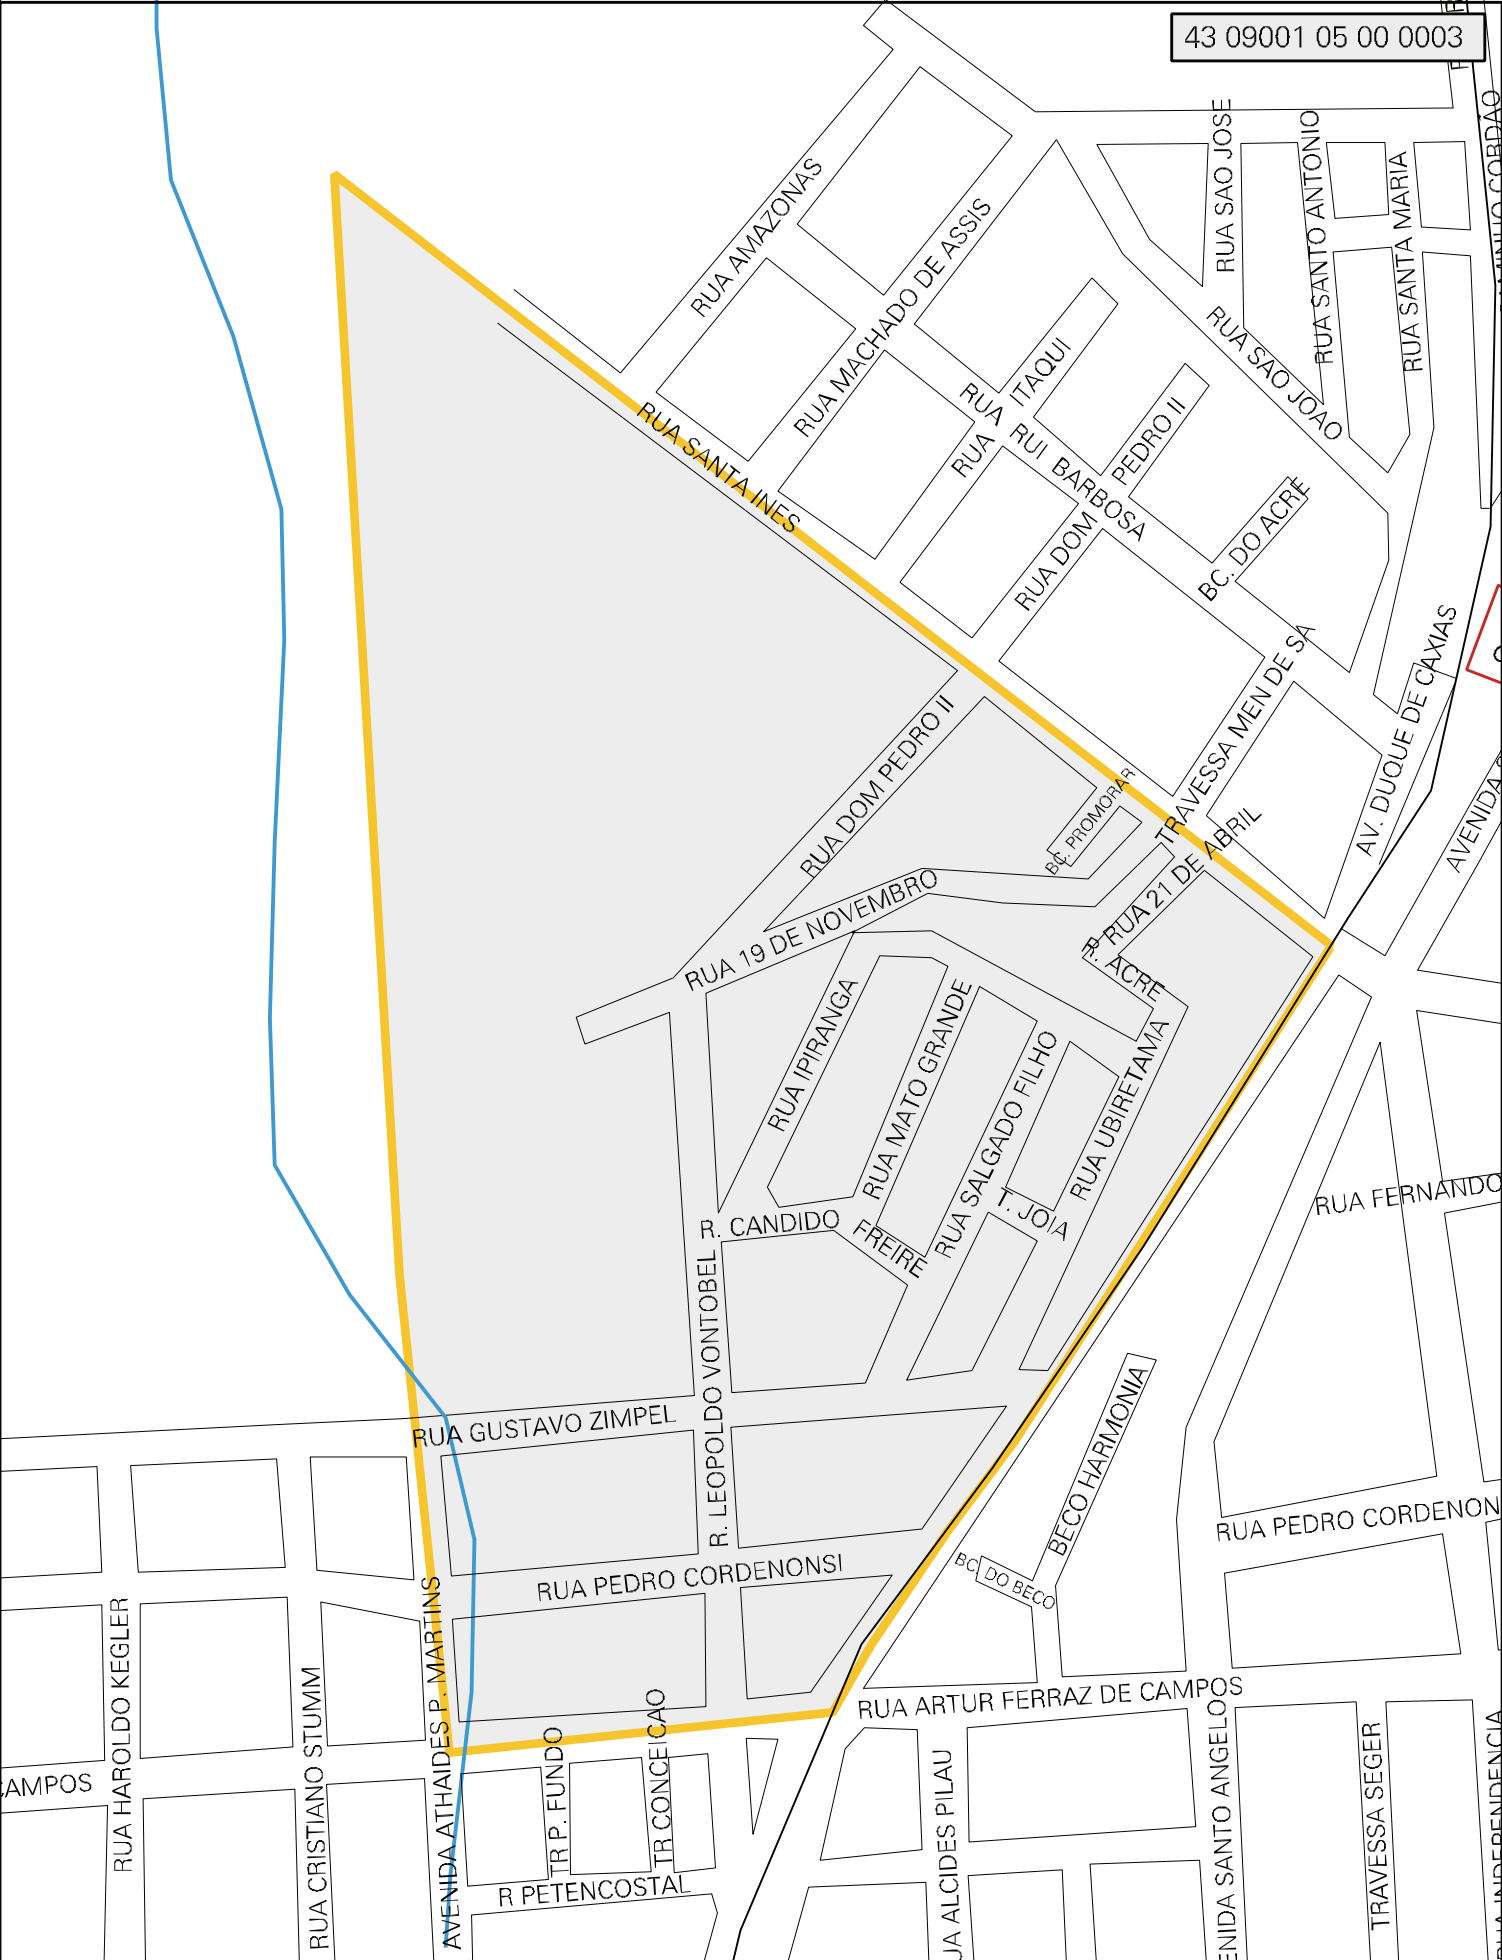 43 09001 05 00 0003
RUA SAO JOSE
RUA SANTO ANTONIO
RUA SANTA MARIA
RUA AMAZONAS
RUA MACHADO DE ASSIS
RUA SAO JOAO
RUA ITAQUI
RUA RUI BARBOSA
RUA DOM PEDRO II
BC. DO ACRE
RUA SANTA INES
TRAVESSA MEN DE SA
AV. DUQUE DE CAXIAS
AVENIDA
RUA DOM PEDRO II
BC. PROMORAR
RUA 21 DE ABRIL
RUA 19 DE NOVEMBRO
R. ACRE
RUA IPIRANGA
RUA MATO GRANDE
RUA SALGADO FILHO
RUA UBIRETAMA
T. JOIA
R. CANDIDO FREIRE
RUA FERNANDO
R. LEOPOLDO VONTOBEL
RUA GUSTAVO ZIMPEL
BECO HARMONIA
RUA PEDRO CORDENON
BC. DO BECO
RUA PEDRO CORDENONSI
RUA HAROLDO KEGLER
RUA CRISTIANO STUMM
AVENIDA ATHAIDES P. MARTINS
RUA ARTUR FERRAZ DE CAMPOS
CAMPOS
TR P. FUNDO
TR CONCEICAO
R PETENCOSTAL
UA ALCIDES PILAU
ENIDA SANTO ANGELO
TRAVESSA SEGER
UA INDEPENDENCIA